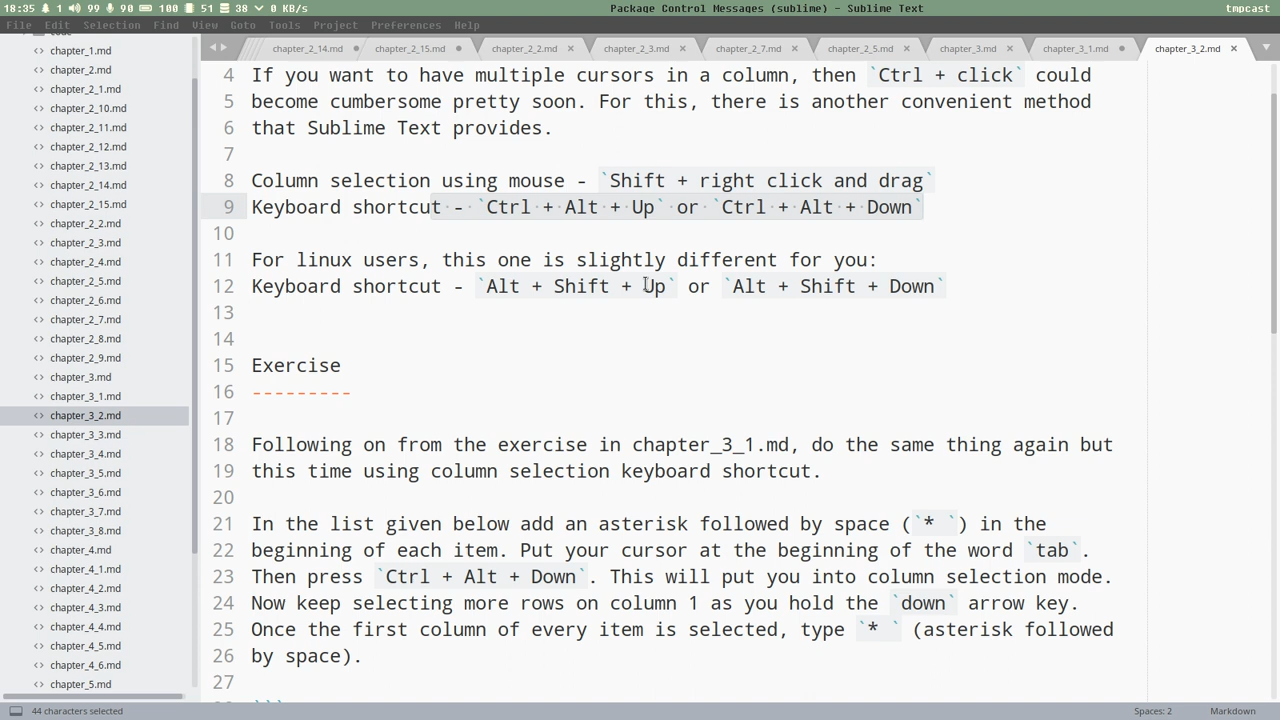 18:35 1 99 90 100 51 38 0 KB/s Package Control Messages (sublime) - Sublime Text tmpcast
File Edit Selection Find View Goto Tools Project Preferences Help
chapter_2_14.md chapter_2_15.md chapter_2_2.md chapter_2_3.md chapter_2_7.md chapter_2_5.md chapter_3.md chapter_3_1.md chapter_3_2.md
chapter_1.md
chapter_2.md
chapter_2_1.md
chapter_2_10.md
chapter_2_11.md
chapter_2_12.md
chapter_2_13.md
chapter_2_14.md
chapter_2_15.md
chapter_2_2.md
chapter_2_3.md
chapter_2_4.md
chapter_2_5.md
chapter_2_6.md
chapter_2_7.md
chapter_2_8.md
chapter_2_9.md
chapter_3.md
chapter_3_1.md
chapter_3_2.md
chapter_3_3.md
chapter_3_4.md
chapter_3_5.md
chapter_3_6.md
chapter_3_7.md
chapter_3_8.md
chapter_4.md
chapter_4_1.md
chapter_4_2.md
chapter_4_3.md
chapter_4_4.md
chapter_4_5.md
chapter_4_6.md
chapter_5.md
4 If you want to have multiple cursors in a column, then `Ctrl + click` could
5 become cumbersome pretty soon. For this, there is another convenient method
6 that Sublime Text provides.
7
8 Column selection using mouse - `Shift + right click and drag`
9 Keyboard shortcut - `Ctrl + Alt + Up` or `Ctrl + Alt + Down`
10
11 For linux users, this one is slightly different for you:
12 Keyboard shortcut - `Alt + Shift + Up` or `Alt + Shift + Down`
13
14
15 Exercise
16 ---------
17
18 Following on from the exercise in chapter_3_1.md, do the same thing again but
19 this time using column selection keyboard shortcut.
20
21 In the list given below add an asterisk followed by space (`* `) in the
22 beginning of each item. Put your cursor at the beginning of the word `tab`.
23 Then press `Ctrl + Alt + Down`. This will put you into column selection mode.
24 Now keep selecting more rows on column 1 as you hold the `down` arrow key.
25 Once the first column of every item is selected, type `* ` (asterisk followed
26 by space).
27
44 characters selected Spaces: 2 Markdown